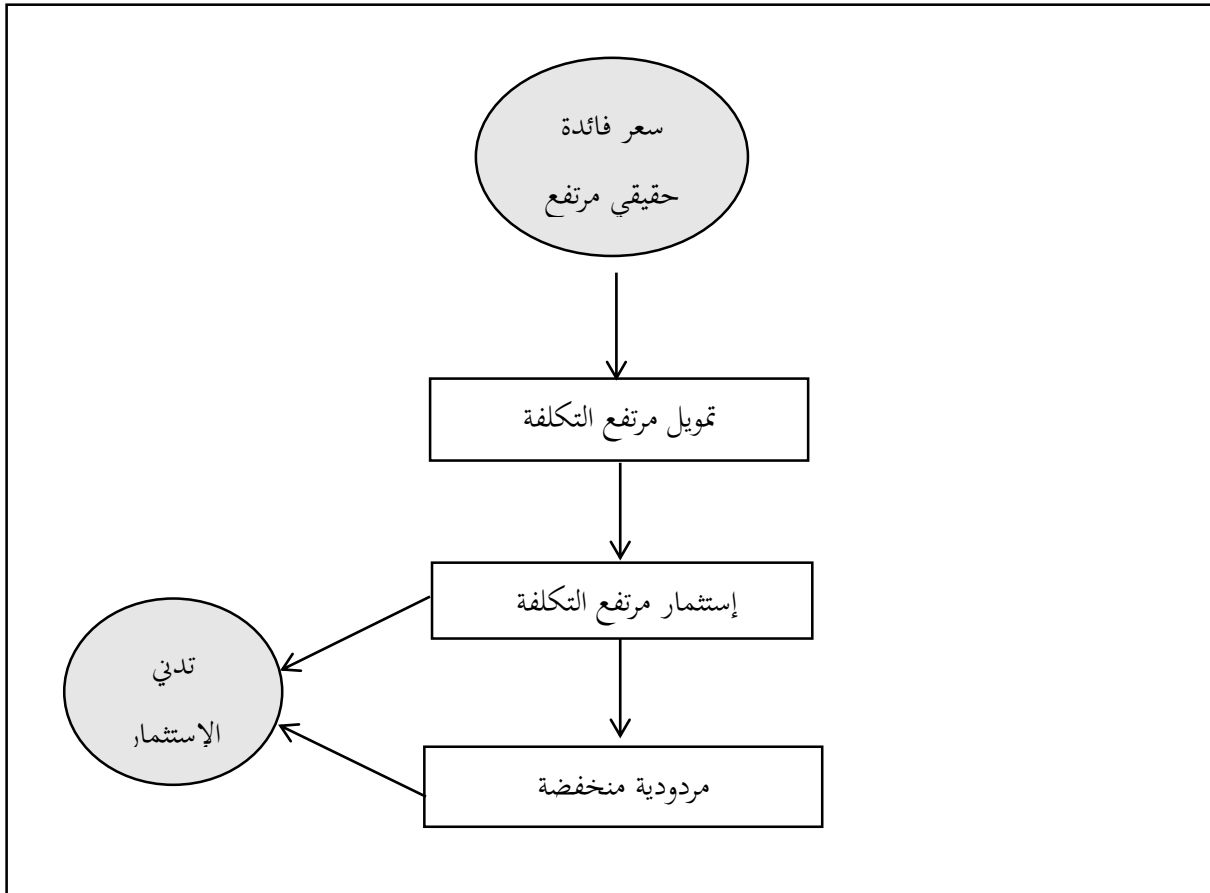 سعر فائدة
حقيقي مرتفع
تمويل مرتفع التكلفة
إستثمار مرتفع التكلفة
تدني
الإستثمار
مردودية منخفضة